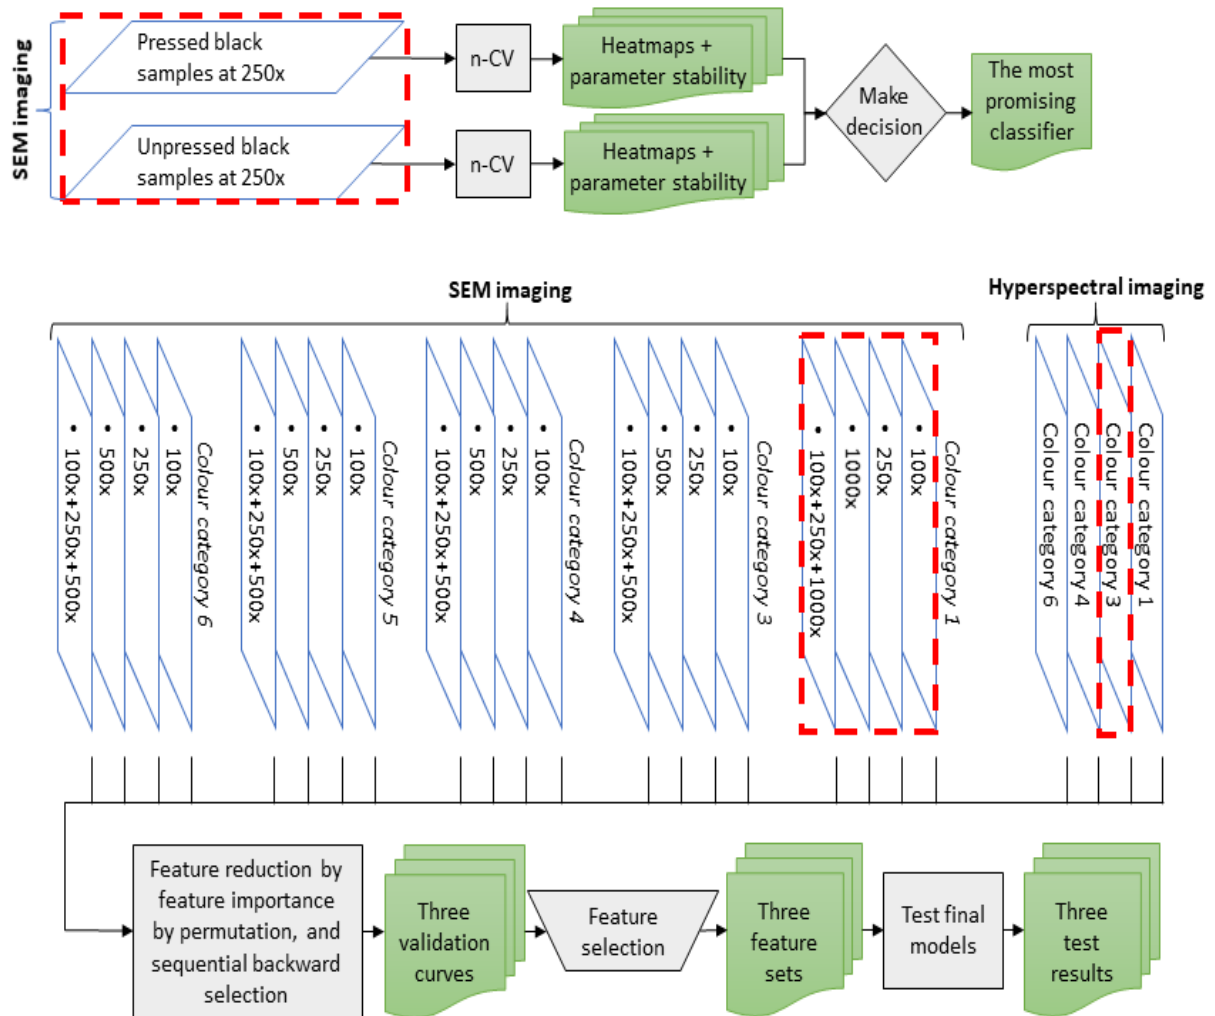 SEM imaging
Pressed black
samples at 250x
n-CV
Heatmaps +
parameter stability
Unpressed black
samples at 250x
n-CV
Heatmaps +
parameter stability
Make
decision
The most
promising
classifier
SEM imaging
Hyperspectral imaging
Colour category 6
• 100x
• 250x
• 500x
• 100x+250x+500x
Colour category 5
• 100x
• 250x
• 500x
• 100x+250x+500x
Colour category 4
• 100x
• 250x
• 500x
• 100x+250x+500x
Colour category 3
• 100x
• 250x
• 500x
• 100x+250x+500x
Colour category 1
• 100x
• 250x
• 1000x
• 100x+250x+1000x
Colour category 1
Colour category 3
Colour category 4
Colour category 6
Feature reduction by
feature importance
by permutation, and
sequential backward
selection
Three
validation
curves
Feature
selection
Three
feature
sets
Test final
models
Three
test
results